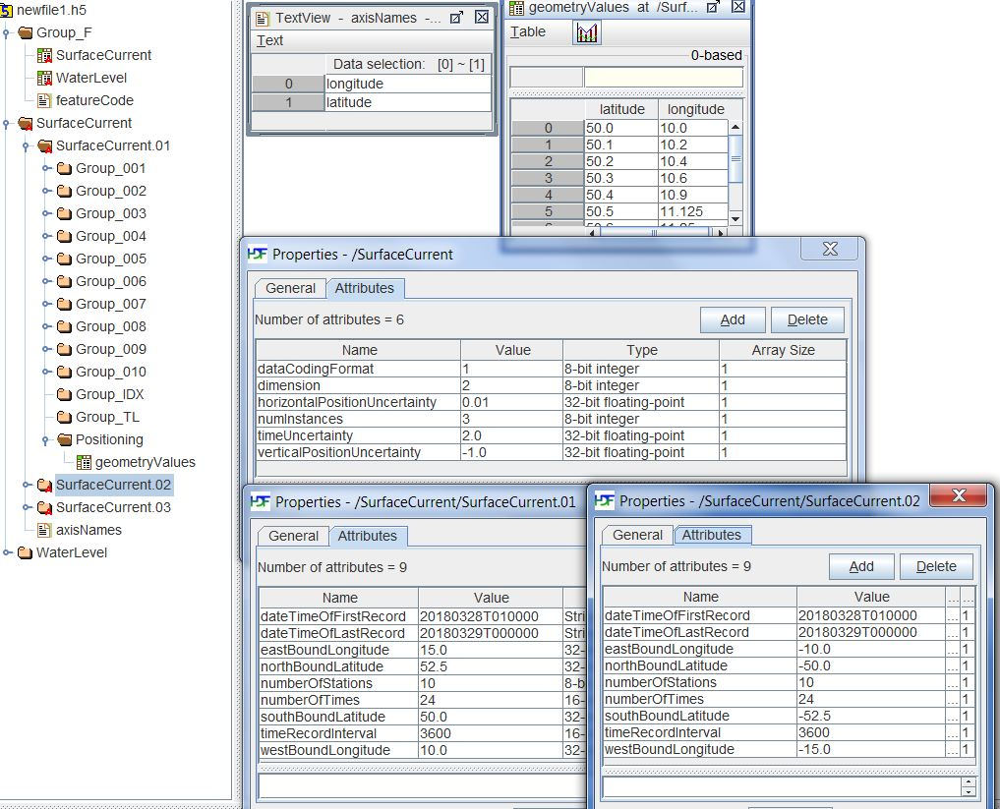 newfile1.h5
Group_F
SurfaceCurrent
WaterLevel
featureCode
SurfaceCurrent
SurfaceCurrent.01
Group_001
Group_002
Group_003
Group_004
Group_005
Group_006
Group_007
Group_008
Group_009
Group_010
Group_IDX
Group_TL
Positioning
geometryValues
SurfaceCurrent.02
SurfaceCurrent.03
axisNames
WaterLevel
TextView - axisNames -...
Text
Data selection: [0] ~ [1]
0 longitude
1 latitude
geometryValues at /Surf...
Table
0-based
latitude longitude
0 50.0 10.0
1 50.1 10.2
2 50.2 10.4
3 50.3 10.6
4 50.4 10.9
5 50.5 11.125
Properties - /SurfaceCurrent
General Attributes
Number of attributes = 6 Add Delete
Name Value Type Array Size
dataCodingFormat 1 8-bit integer 1
dimension 2 8-bit integer 1
horizontalPositionUncertainty 0.01 32-bit floating-point 1
numInstances 3 8-bit integer 1
timeUncertainty 2.0 32-bit floating-point 1
verticalPositionUncertainty -1.0 32-bit floating-point 1
Properties - /SurfaceCurrent/SurfaceCurrent.01
General Attributes
Number of attributes = 9
Name Value
dateTimeOfFirstRecord 20180328T010000 Stri
dateTimeOfLastRecord 20180329T000000 Stri
eastBoundLongitude 15.0 32-
northBoundLatitude 52.5 32-
numberOfStations 10 8-b
numberOfTimes 24 16-
southBoundLatitude 50.0 32-
timeRecordInterval 3600 16-
westBoundLongitude 10.0 32-
Properties - /SurfaceCurrent/SurfaceCurrent.02
General Attributes
Number of attributes = 9 Add Delete
Name Value ... ...
dateTimeOfFirstRecord 20180328T010000 ... 1
dateTimeOfLastRecord 20180329T000000 ... 1
eastBoundLongitude -10.0 ... 1
northBoundLatitude -50.0 ... 1
numberOfStations 10 ... 1
numberOfTimes 24 ... 1
southBoundLatitude -52.5 ... 1
timeRecordInterval 3600 ... 1
westBoundLongitude -15.0 ... 1